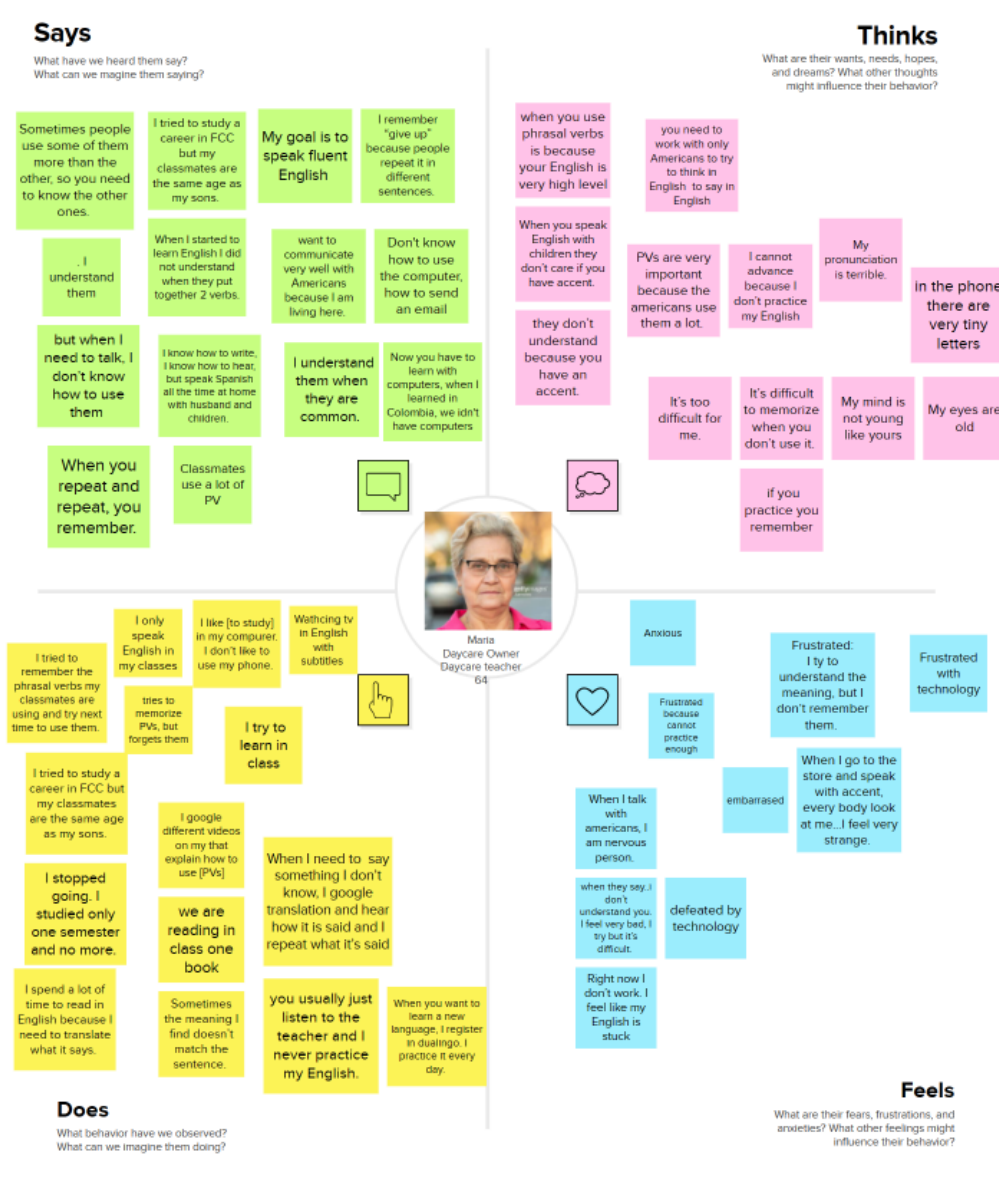 Says
What have we heard them say?
What can we magine them saying?
Thinks
What are their wants, needs, hopes,
and dreams? What other thoughts
might influence their behavior?
Sometimes people
use some of them
more than the
other, so you need
to know the other
ones.
I tried to study a
career in FCC
but my
classmates are
the same age as
my sons.
My goal is to
speak fluent
English
I remember
"give up"
because people
repeat it in
different
sentences.
. I
understand
them
When I started to
learn English I did
not understand
when they put
together 2 verbs.
want to
communicate
very well with
Americans
because I am
living here.
Don't know
how to use
the computer,
how to send
an email
but when I
need to talk, I
don't know
how to use
them
I know how to write,
I know how to hear,
but speak Spanish
all the time at home
with husband and
children.
I understand
them when
they are
common.
Now you have to
learn with
computers, when I
learned in
Colombia, we idn't
have computers
When you
repeat and
repeat, you
remember.
Classmates
use a lot of
PV
when you use
phrasal verbs
is because
your English is
very high level
you need to
work with only
Americans to try
to think in
English to say in
English
When you speak
English with
children they
don't care if you
have accent.
PVs are very
important
because the
americans use
them a lot.
I cannot
advance
because I
don't practice
my English
My
pronunciation
is terrible.
in the phone
there are
very tiny
letters
they don't
understand
because you
have an
accent.
It's too
difficult for
me.
It's difficult
to memorize
when you
don't use it.
My mind is
not young
like yours
My eyes are
old
if you
practice you
remember
Maria
Daycare Owner
Daycare teacher
64
I tried to
remember the
phrasal verbs my
classmates are
using and try next
time to use them.
I only
speak
English in
my classes
I like [to study]
in my compurer.
I don't like to
use my phone.
Wathcing tv
in English
with
subtitles
tries to
memorize
PVs, but
forgets them
I try to
learn in
class
I tried to study a
career in FCC but
my classmates
are the same age
as my sons.
I google
different videos
on my that
explain how to
use [PVs]
When I need to say
something I don't
know, I google
translation and hear
how it is said and I
repeat what it's said
I stopped
going. I
studied only
one semester
and no more.
we are
reading in
class one
book
I spend a lot of
time to read in
English because I
need to translate
what it says.
Sometimes
the meaning I
find doesn't
match the
sentence.
you usually just
listen to the
teacher and I
never practice
my English.
When you want to
learn a new
language, I register
in dualingo. I
practice it every
day.
Anxious
Frustrated:
I ty to
understand the
meaning, but I
don't remember
them.
Frustrated
with
technology
Frustrated
because
cannot
practice
enough
When I go to the
store and speak
with accent,
every body look
at me...I feel very
strange.
embarrased
When I talk
with
americans, I
am nervous
person.
when they say..i
don't
understand you.
I feel very bad, I
try but it's
difficult.
defeated by
technology
Right now I
don't work. I
feel like my
English is
stuck
Does
What behavior have we observed?
What can we imagine them doing?
Feels
What are their fears, frustrations, and
anxieties? What other feelings might
influence their behavior?